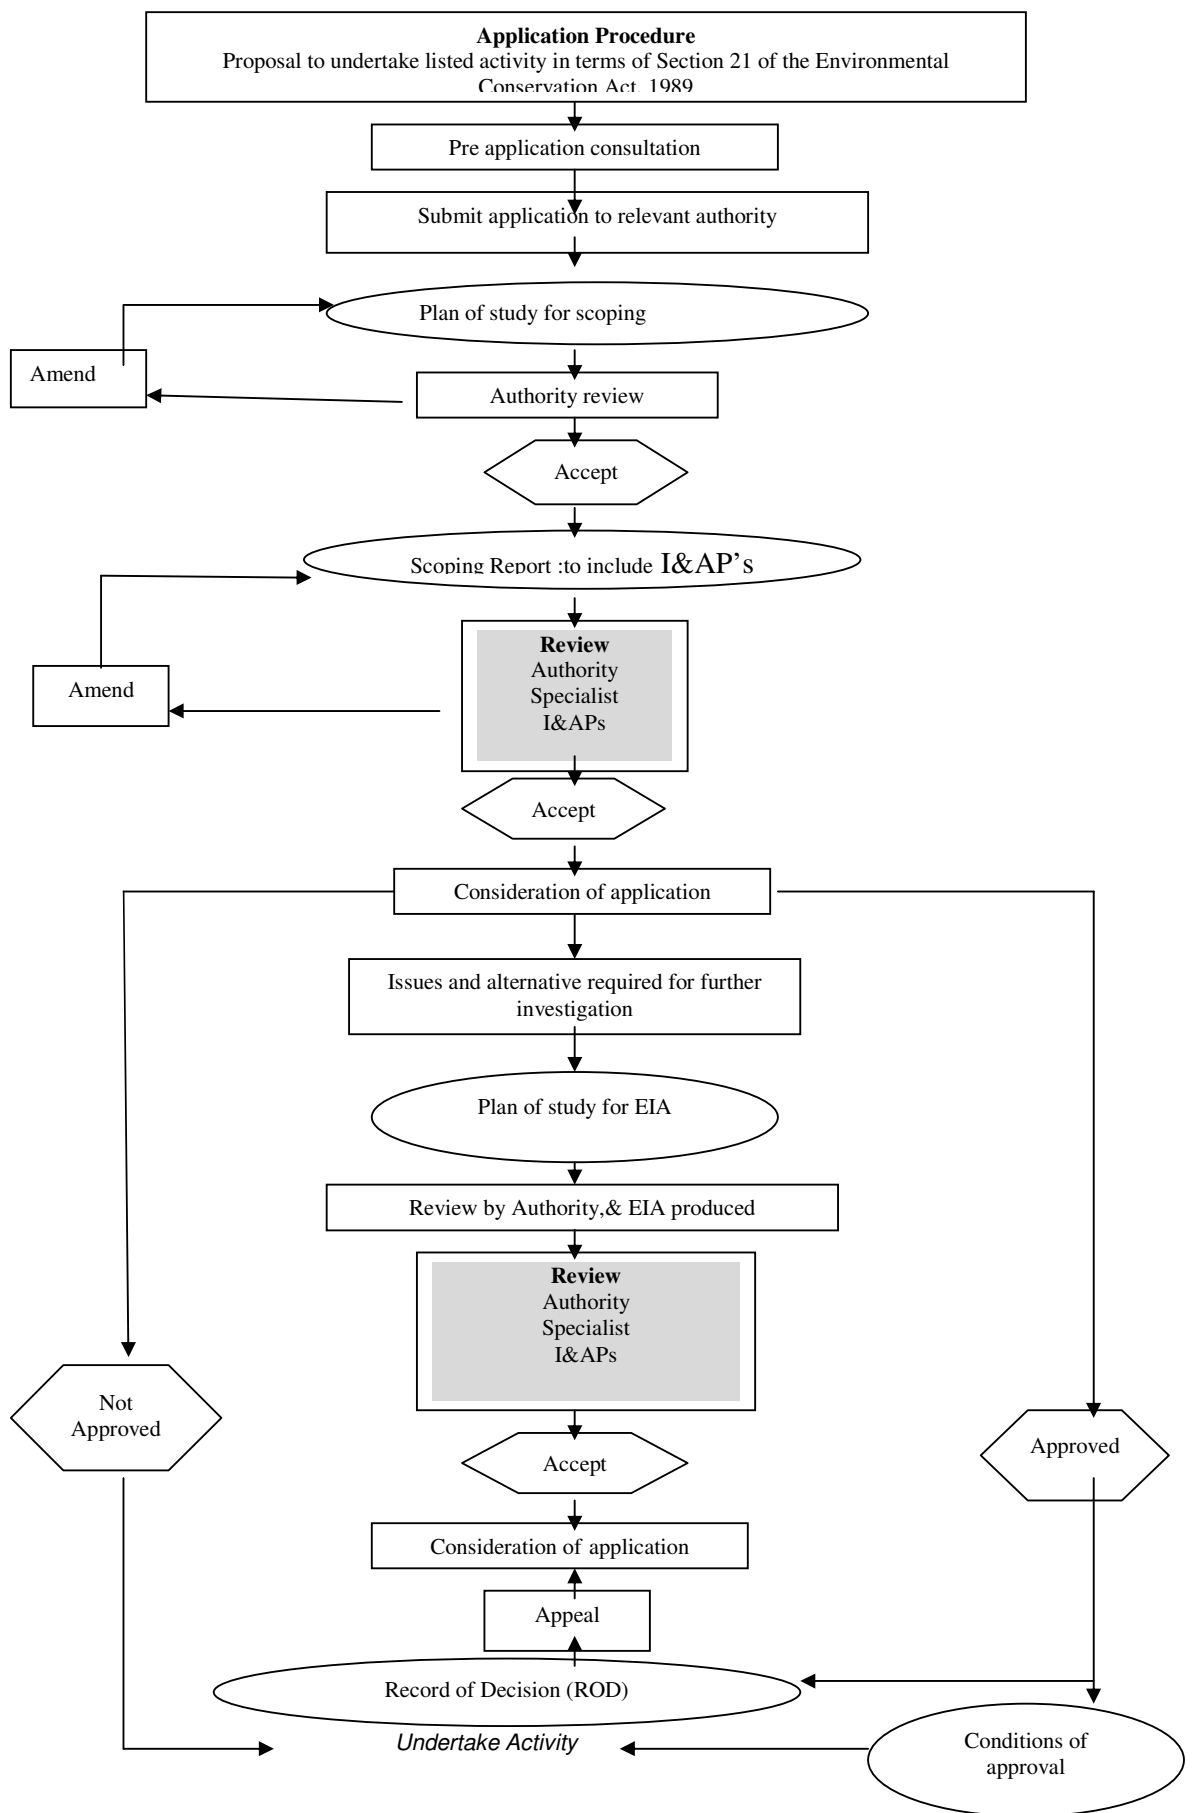 Application Procedure
Proposal to undertake listed activity in terms of Section 21 of the Environmental
Conservation Act, 1989
Pre application consultation
Submit application to relevant authority
Plan of study for scoping
Amend
Authority review
Accept
Scoping Report :to include I&AP’s
Review
Authority
Specialist
I&APs
Amend
Accept
Consideration of application
Issues and alternative required for further
investigation
Plan of study for EIA
Review by Authority,& EIA produced
Review
Authority
Specialist
I&APs
Not
Approved
Approved
Accept
Consideration of application
Appeal
Record of Decision (ROD)
Undertake Activity
Conditions of
approval